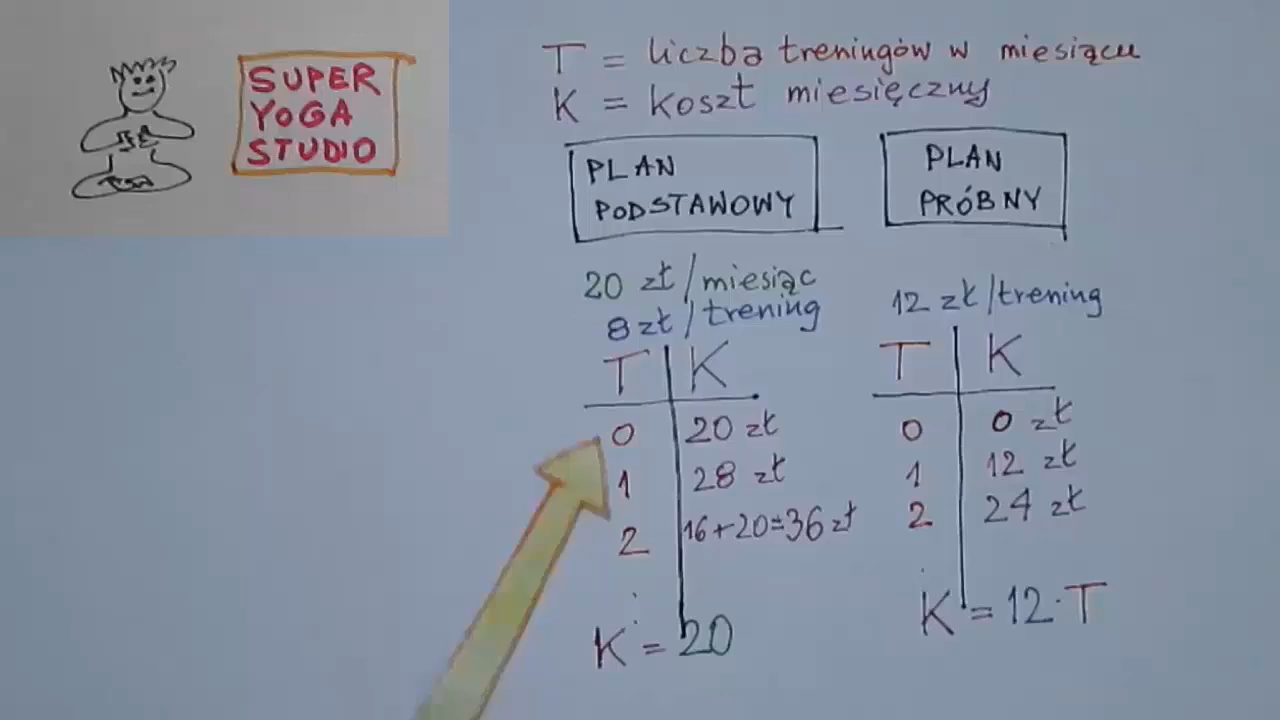 SUPER
YOGA
STUDIO
T = liczba treningów w miesiącu
K = koszt miesięczny
PLAN
PODSTAWOWY
20 zł/miesiąc
8 zł/trening
T K
0 20 zł
1 28 zł
2 16+20=36 zł
K = 20
PLAN
PRÓBNY
12 zł/trening
T K
0 0 zł
1 12 zł
2 24 zł
K = 12·T